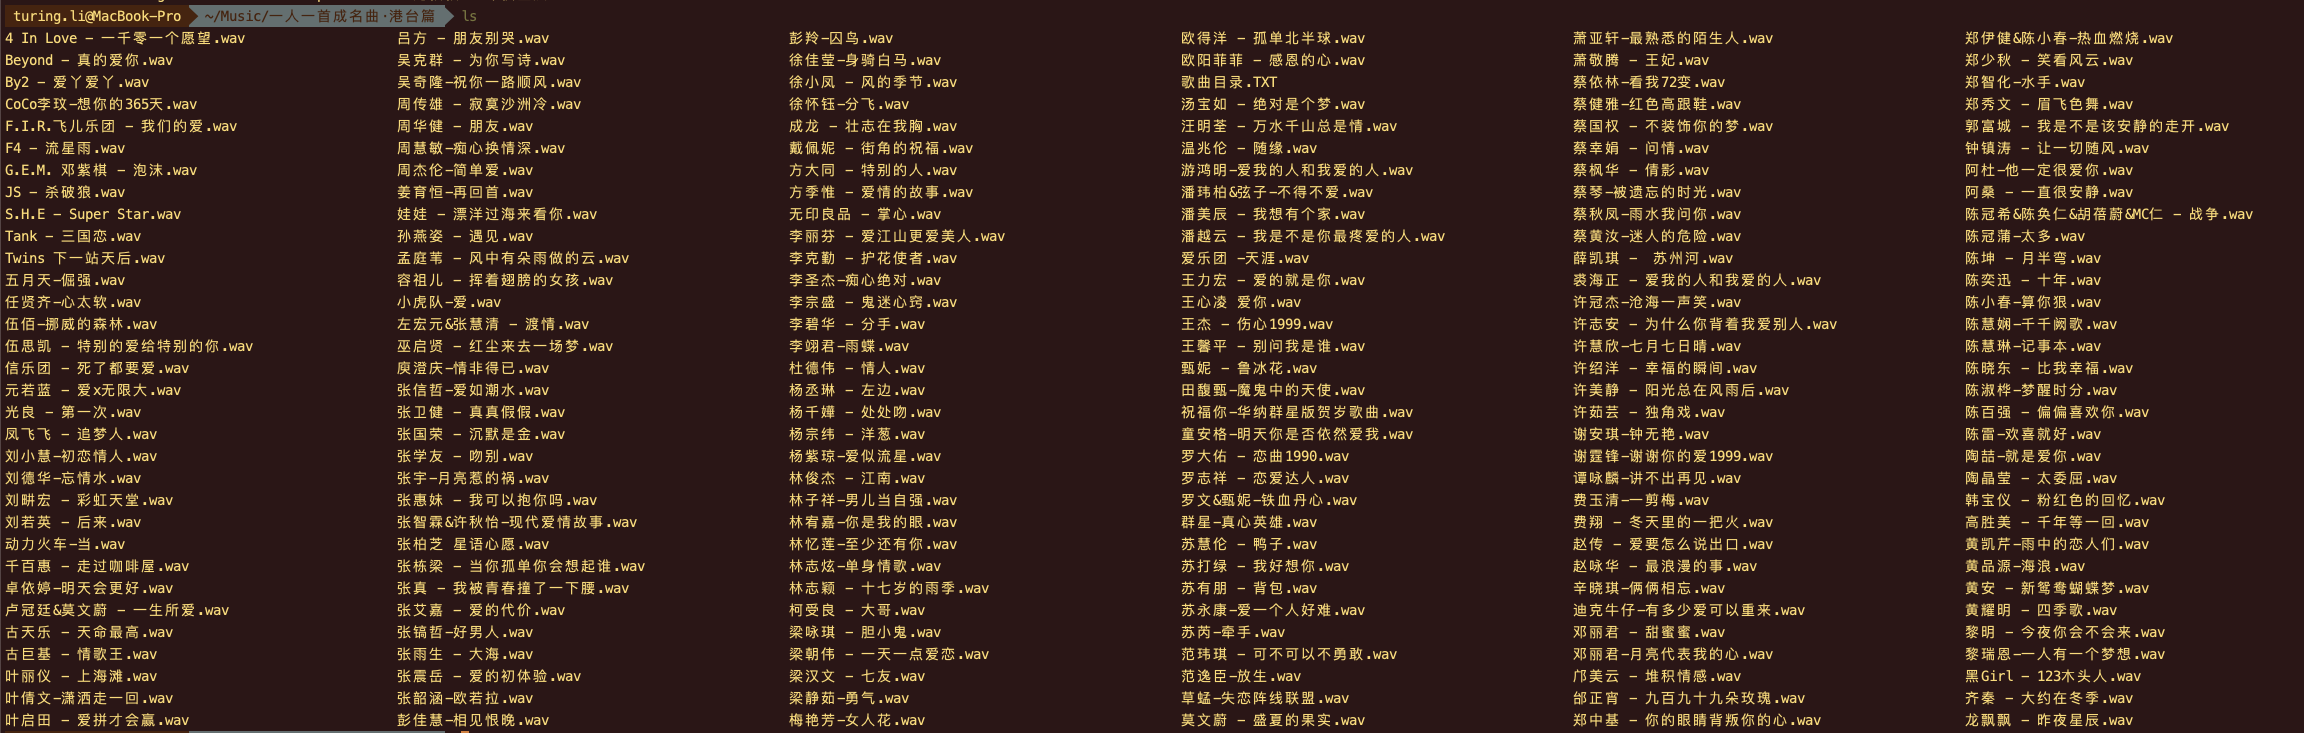 turing.li@MacBook-Pro ~/Music/一人一首成名曲·港台篇 ls
4 In Love - 一千零一个愿望.wav 吕方 - 朋友别哭.wav 彭羚-囚鸟.wav 欧得洋 - 孤单北半球.wav 萧亚轩-最熟悉的陌生人.wav 郑伊健&陈小春-热血燃烧.wav
Beyond - 真的爱你.wav 吴克群 - 为你写诗.wav 徐佳莹-身骑白马.wav 欧阳菲菲 - 感恩的心.wav 萧敬腾 - 王妃.wav 郑少秋 - 笑看风云.wav
By2 - 爱丫爱丫.wav 吴奇隆-祝你一路顺风.wav 徐小凤 - 风的季节.wav 歌曲目录.TXT 蔡依林-看我72变.wav 郑智化-水手.wav
CoCo李玟-想你的365天.wav 周传雄 - 寂寞沙洲冷.wav 徐怀钰-分飞.wav 汤宝如 - 绝对是个梦.wav 蔡健雅-红色高跟鞋.wav 郑秀文 - 眉飞色舞.wav
F.I.R.飞儿乐团 - 我们的爱.wav 周华健 - 朋友.wav 成龙 - 壮志在我胸.wav 汪明荃 - 万水千山总是情.wav 蔡国权 - 不装饰你的梦.wav 郭富城 - 我是不是该安静的走开.wav
F4 - 流星雨.wav 周慧敏-痴心换情深.wav 戴佩妮 - 街角的祝福.wav 温兆伦 - 随缘.wav 蔡幸娟 - 问情.wav 钟镇涛 - 让一切随风.wav
G.E.M. 邓紫棋 - 泡沫.wav 周杰伦-简单爱.wav 方大同 - 特别的人.wav 游鸿明-爱我的人和我爱的人.wav 蔡枫华 - 倩影.wav 阿杜-他一定很爱你.wav
JS - 杀破狼.wav 姜育恒-再回首.wav 方季惟 - 爱情的故事.wav 潘玮柏&弦子-不得不爱.wav 蔡琴-被遗忘的时光.wav 阿桑 - 一直很安静.wav
S.H.E - Super Star.wav 娃娃 - 漂洋过海来看你.wav 无印良品 - 掌心.wav 潘美辰 - 我想有个家.wav 蔡秋凤-雨水我问你.wav 陈冠希&陈奂仁&胡蓓蔚&MC仁 - 战争.wav
Tank - 三国恋.wav 孙燕姿 - 遇见.wav 李丽芬 - 爱江山更爱美人.wav 潘越云 - 我是不是你最疼爱的人.wav 蔡黄汝-迷人的危险.wav 陈冠蒲-太多.wav
Twins 下一站天后.wav 孟庭苇 - 风中有朵雨做的云.wav 李克勤 - 护花使者.wav 爱乐团 -天涯.wav 薛凯琪 -  苏州河.wav 陈坤 - 月半弯.wav
五月天-倔强.wav 容祖儿 - 挥着翅膀的女孩.wav 李圣杰-痴心绝对.wav 王力宏 - 爱的就是你.wav 裘海正 - 爱我的人和我爱的人.wav 陈奕迅 - 十年.wav
任贤齐-心太软.wav 小虎队-爱.wav 李宗盛 - 鬼迷心窍.wav 王心凌 爱你.wav 许冠杰-沧海一声笑.wav 陈小春-算你狠.wav
伍佰-挪威的森林.wav 左宏元&张慧清 - 渡情.wav 李碧华 - 分手.wav 王杰 - 伤心1999.wav 许志安 - 为什么你背着我爱别人.wav 陈慧娴-千千阙歌.wav
伍思凯 - 特别的爱给特别的你.wav 巫启贤 - 红尘来去一场梦.wav 李翊君-雨蝶.wav 王馨平 - 别问我是谁.wav 许慧欣-七月七日晴.wav 陈慧琳-记事本.wav
信乐团 - 死了都要爱.wav 庾澄庆-情非得已.wav 杜德伟 - 情人.wav 甄妮 - 鲁冰花.wav 许绍洋 - 幸福的瞬间.wav 陈晓东 - 比我幸福.wav
元若蓝 - 爱x无限大.wav 张信哲-爱如潮水.wav 杨丞琳 - 左边.wav 田馥甄-魔鬼中的天使.wav 许美静 - 阳光总在风雨后.wav 陈淑桦-梦醒时分.wav
光良 - 第一次.wav 张卫健 - 真真假假.wav 杨千嬅 - 处处吻.wav 祝福你-华纳群星版贺岁歌曲.wav 许茹芸 - 独角戏.wav 陈百强 - 偏偏喜欢你.wav
凤飞飞 - 追梦人.wav 张国荣 - 沉默是金.wav 杨宗纬 - 洋葱.wav 童安格-明天你是否依然爱我.wav 谢安琪-钟无艳.wav 陈雷-欢喜就好.wav
刘小慧-初恋情人.wav 张学友 - 吻别.wav 杨紫琼-爱似流星.wav 罗大佑 - 恋曲1990.wav 谢霆锋-谢谢你的爱1999.wav 陶喆-就是爱你.wav
刘德华-忘情水.wav 张宇-月亮惹的祸.wav 林俊杰 - 江南.wav 罗志祥 - 恋爱达人.wav 谭咏麟-讲不出再见.wav 陶晶莹 - 太委屈.wav
刘畊宏 - 彩虹天堂.wav 张惠妹 - 我可以抱你吗.wav 林子祥-男儿当自强.wav 罗文&甄妮-铁血丹心.wav 费玉清-一剪梅.wav 韩宝仪 - 粉红色的回忆.wav
刘若英 - 后来.wav 张智霖&许秋怡-现代爱情故事.wav 林宥嘉-你是我的眼.wav 群星-真心英雄.wav 费翔 - 冬天里的一把火.wav 高胜美 - 千年等一回.wav
动力火车-当.wav 张柏芝 星语心愿.wav 林忆莲-至少还有你.wav 苏慧伦 - 鸭子.wav 赵传 - 爱要怎么说出口.wav 黄凯芹-雨中的恋人们.wav
千百惠 - 走过咖啡屋.wav 张栋梁 - 当你孤单你会想起谁.wav 林志炫-单身情歌.wav 苏打绿 - 我好想你.wav 赵咏华 - 最浪漫的事.wav 黄品源-海浪.wav
卓依婷-明天会更好.wav 张真 - 我被青春撞了一下腰.wav 林志颖 - 十七岁的雨季.wav 苏有朋 - 背包.wav 辛晓琪-俩俩相忘.wav 黄安 - 新鸳鸯蝴蝶梦.wav
卢冠廷&莫文蔚 - 一生所爱.wav 张艾嘉 - 爱的代价.wav 柯受良 - 大哥.wav 苏永康-爱一个人好难.wav 迪克牛仔-有多少爱可以重来.wav 黄耀明 - 四季歌.wav
古天乐 - 天命最高.wav 张镐哲-好男人.wav 梁咏琪 - 胆小鬼.wav 苏芮-牵手.wav 邓丽君 - 甜蜜蜜.wav 黎明 - 今夜你会不会来.wav
古巨基 - 情歌王.wav 张雨生 - 大海.wav 梁朝伟 - 一天一点爱恋.wav 范玮琪 - 可不可以不勇敢.wav 邓丽君-月亮代表我的心.wav 黎瑞恩-一人有一个梦想.wav
叶丽仪 - 上海滩.wav 张震岳 - 爱的初体验.wav 梁汉文 - 七友.wav 范逸臣-放生.wav 邝美云 - 堆积情感.wav 黑Girl - 123木头人.wav
叶倩文-潇洒走一回.wav 张韶涵-欧若拉.wav 梁静茹-勇气.wav 草蜢-失恋阵线联盟.wav 邰正宵 - 九百九十九朵玫瑰.wav 齐秦 - 大约在冬季.wav
叶启田 - 爱拼才会赢.wav 彭佳慧-相见恨晚.wav 梅艳芳-女人花.wav 莫文蔚 - 盛夏的果实.wav 郑中基 - 你的眼睛背叛你的心.wav 龙飘飘 - 昨夜星辰.wav